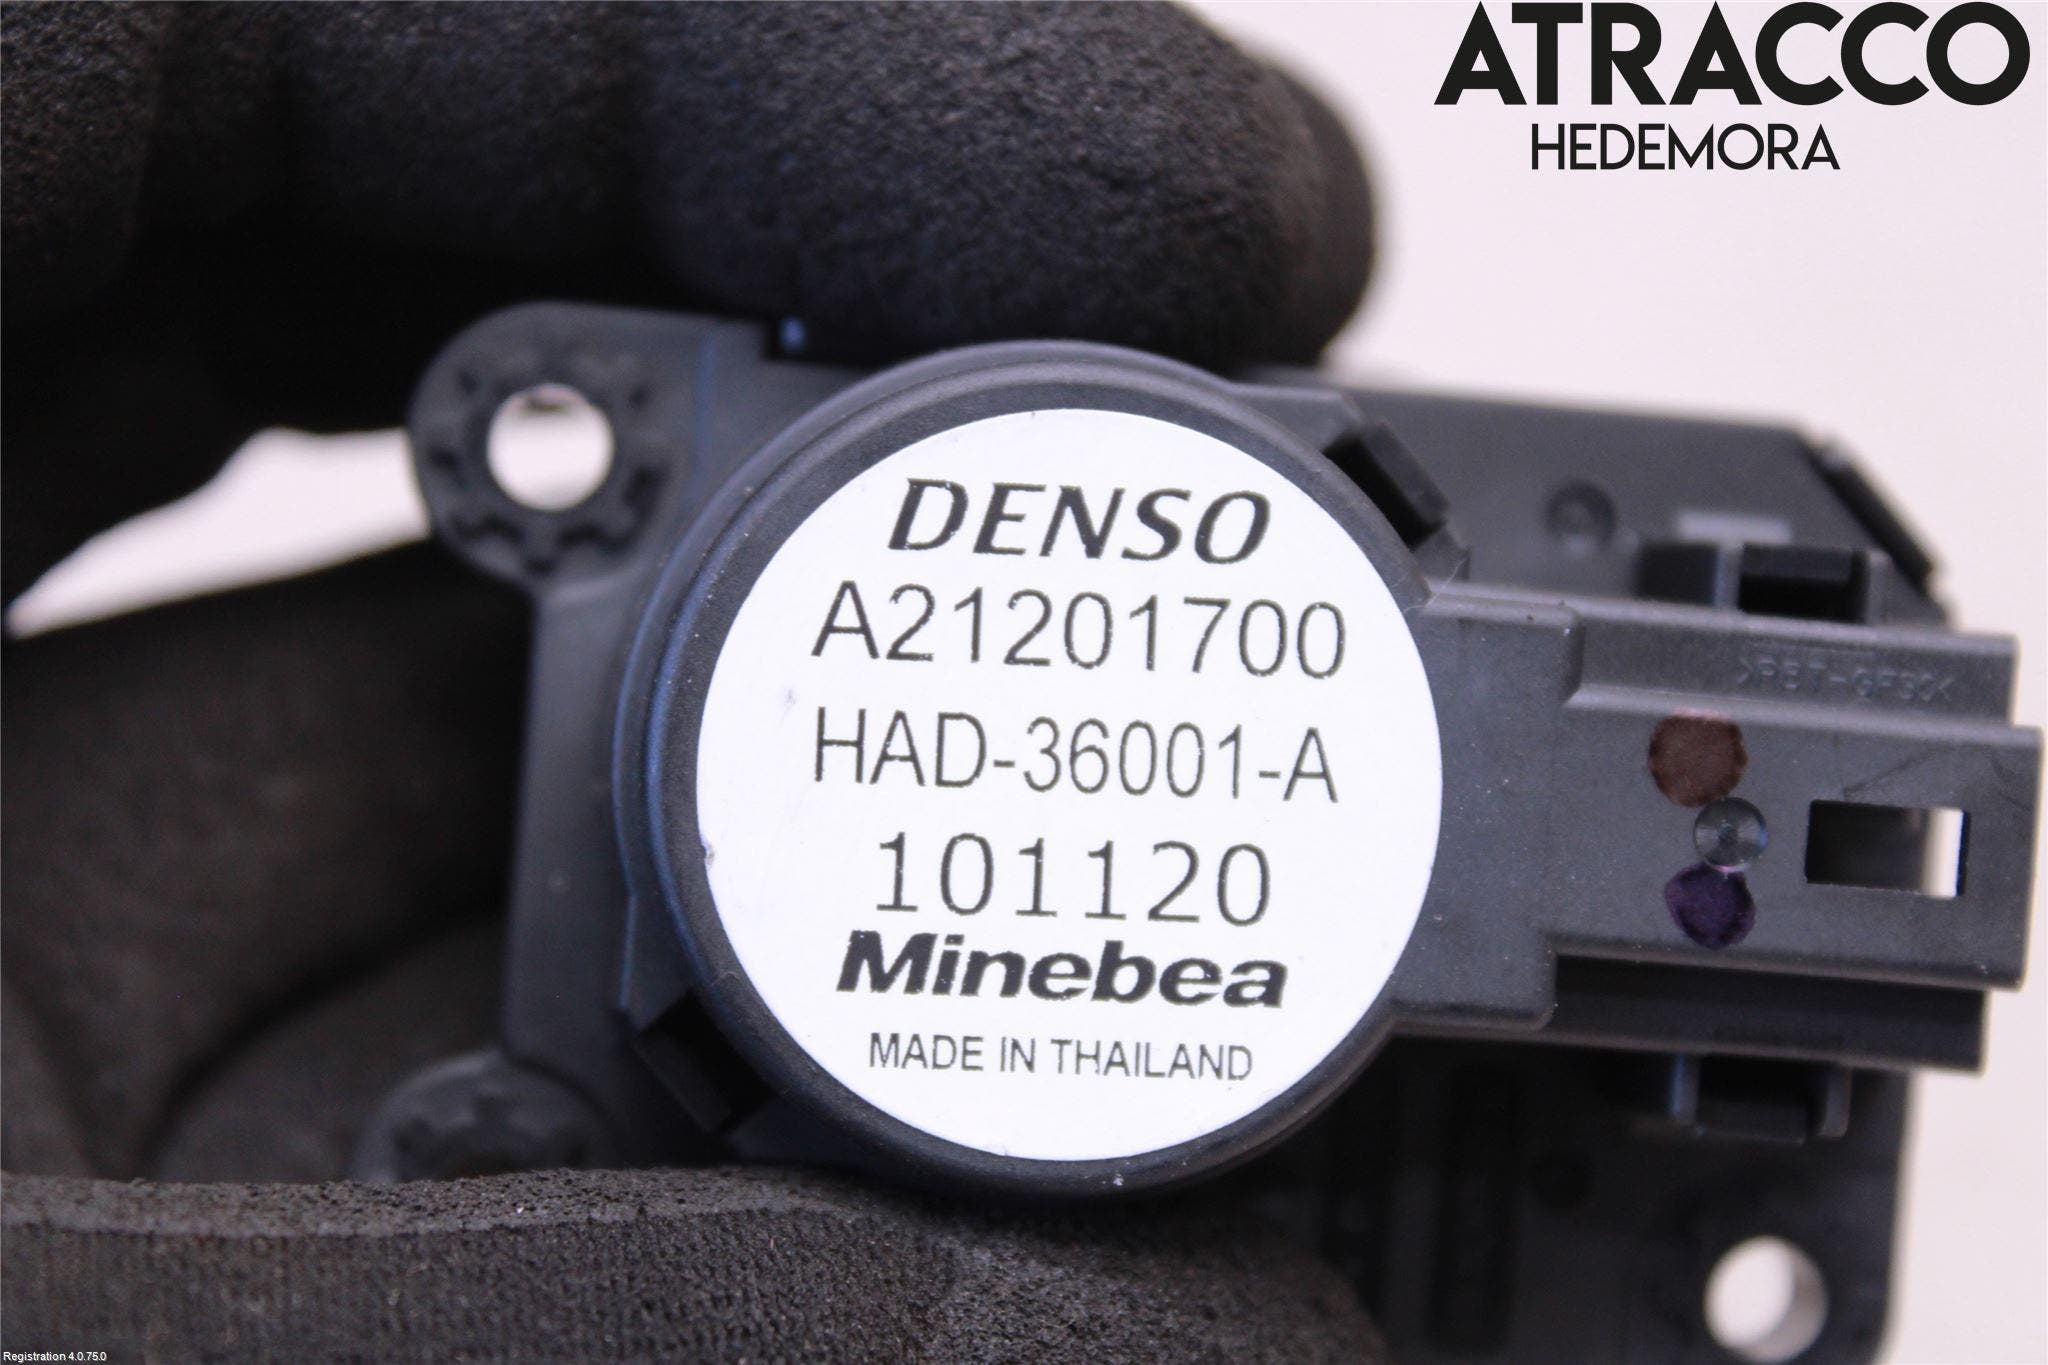 ATRACCO
HEDEMORA
DENSO
A21201700
HAD-36001-A
101120
Minebea
MADE IN THAILAND
Registration 4.0.75.0